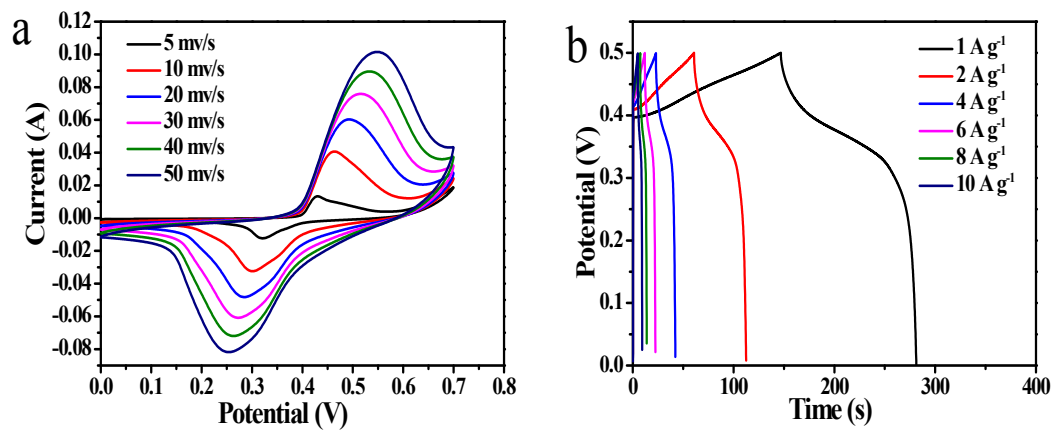 a
0.12
0.10
0.08
0.06
0.04
0.02
0.00
-0.02
-0.04
-0.06
-0.08
Current (A)
5 mv/s
10 mv/s
20 mv/s
30 mv/s
40 mv/s
50 mv/s
0.0 0.1 0.2 0.3 0.4 0.5 0.6 0.7 0.8
Potential (V)
b
0.5
0.4
0.3
0.5
0.5
0.0
Potential (V)
1 A g⁻¹
2 A g⁻¹
4 A g⁻¹
6 A g⁻¹
8 A g⁻¹
10 A g⁻¹
0 100 200 300 400
Time (s)